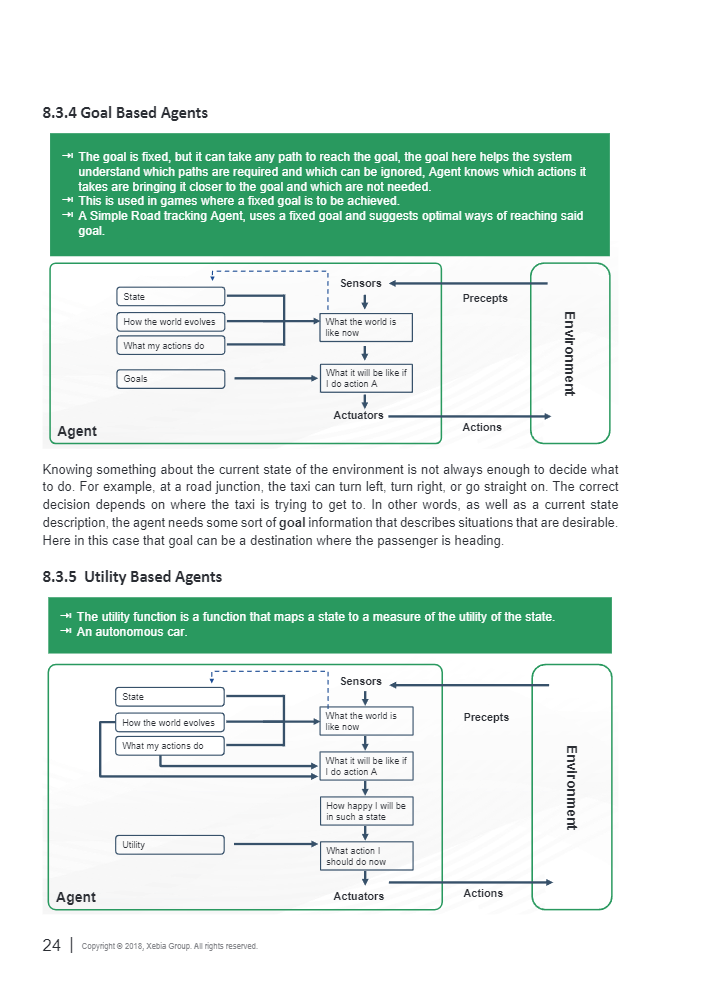 8.3.4 Goal Based Agents
⇥ The goal is fixed, but it can take any path to reach the goal, the goal here helps the system
understand which paths are required and which can be ignored, Agent knows which actions it
takes are bringing it closer to the goal and which are not needed.
⇥ This is used in games where a fixed goal is to be achieved.
⇥ A Simple Road tracking Agent, uses a fixed goal and suggests optimal ways of reaching said
goal.
Sensors
Precepts
State
How the world evolves
What my actions do
What the world is
like now
Goals
What it will be like if
I do action A
Environment
Actuators
Actions
Agent
Knowing something about the current state of the environment is not always enough to decide what
to do. For example, at a road junction, the taxi can turn left, turn right, or go straight on. The correct
decision depends on where the taxi is trying to get to. In other words, as well as a current state
description, the agent needs some sort of goal information that describes situations that are desirable.
Here in this case that goal can be a destination where the passenger is heading.
8.3.5 Utility Based Agents
⇥ The utility function is a function that maps a state to a measure of the utility of the state.
⇥ An autonomous car.
Sensors
Precepts
State
How the world evolves
What my actions do
What the world is
like now
What it will be like if
I do action A
How happy I will be
in such a state
Utility
What action I
should do now
Environment
Actuators
Actions
Agent
24 | Copyright © 2018, Xebia Group. All rights reserved.